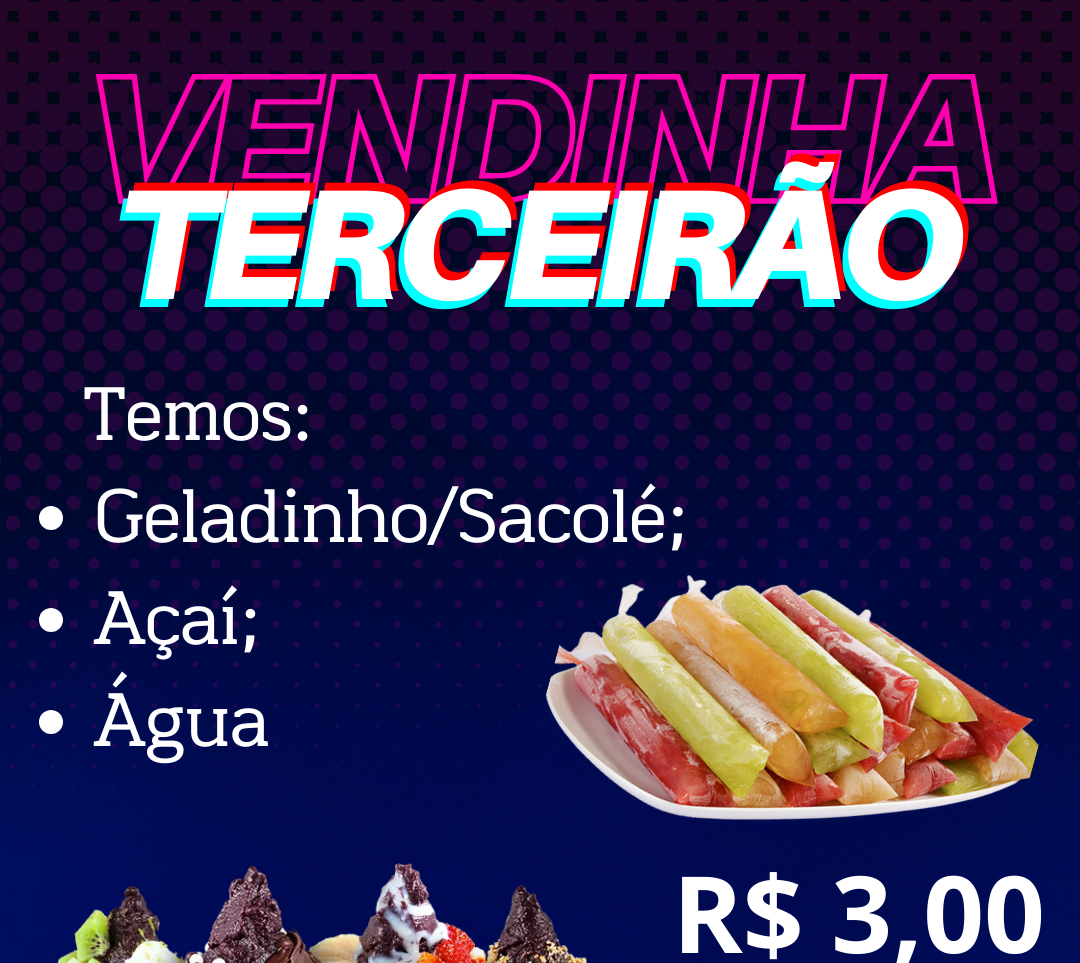 VENDINHA
TERCEIRÃO
Temos:
• Geladinho/Sacolé;
• Açaí;
• Água
R$ 3,00